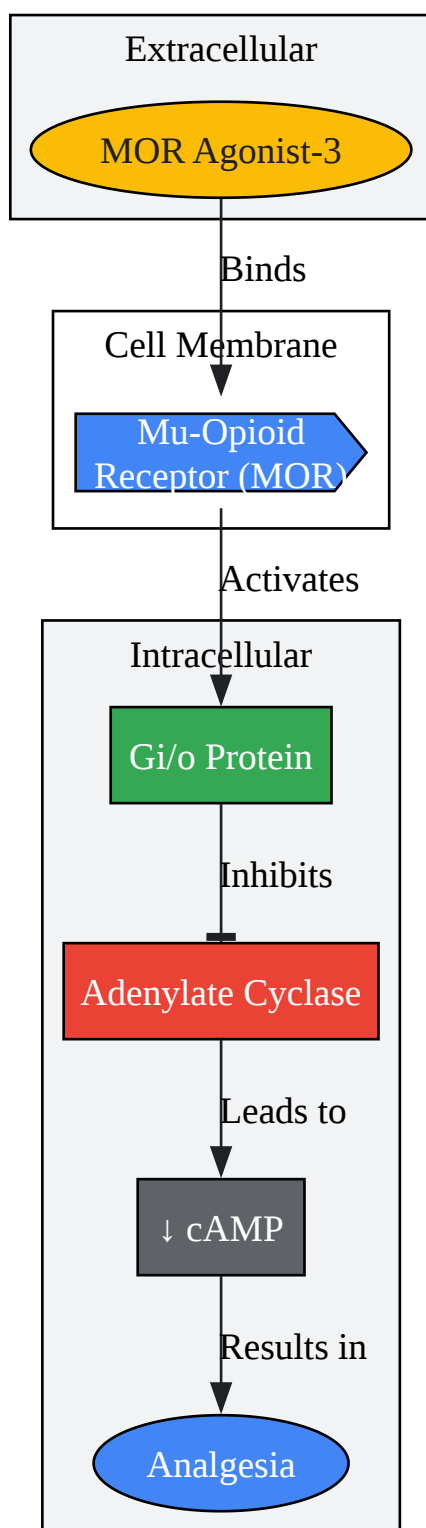 Extracellular
MOR Agonist-3
Binds
Cell Membrane
Mu-Opioid
Receptor (MOR)
Activates
Intracellular
Gi/o Protein
Inhibits
Adenylate Cyclase
Leads to
↓ cAMP
Results in
Analgesia